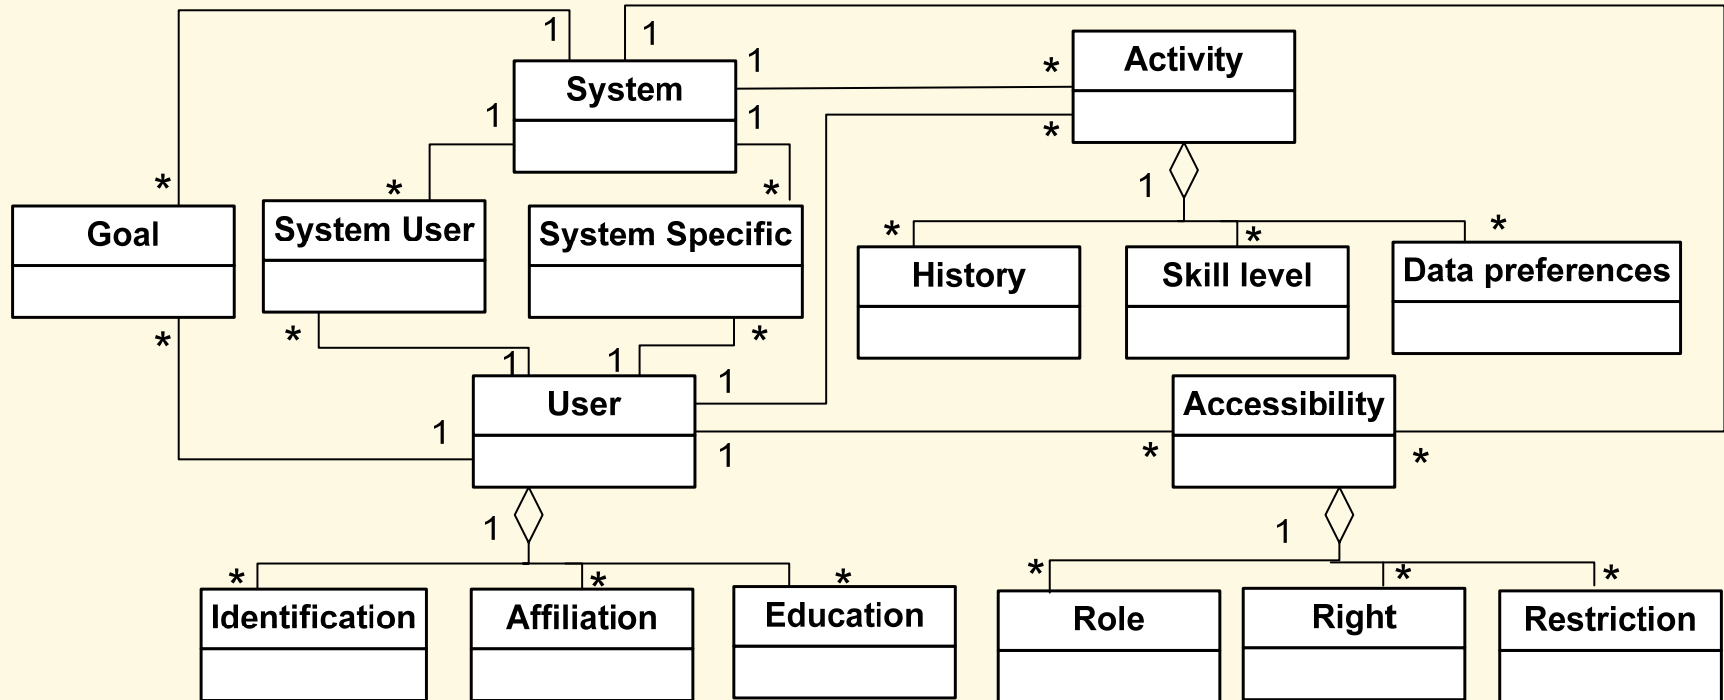 1
1
System
1
*
Activity
1
1
*
*
Goal
*
System User
*
System Specific
1
*
History
*
Skill level
*
Data preferences
*
*
1
1
*
1
User
1
1
*
Accessibility
*
1
1
*
Identification
*
Affiliation
*
Education
*
Role
*
Right
*
Restriction